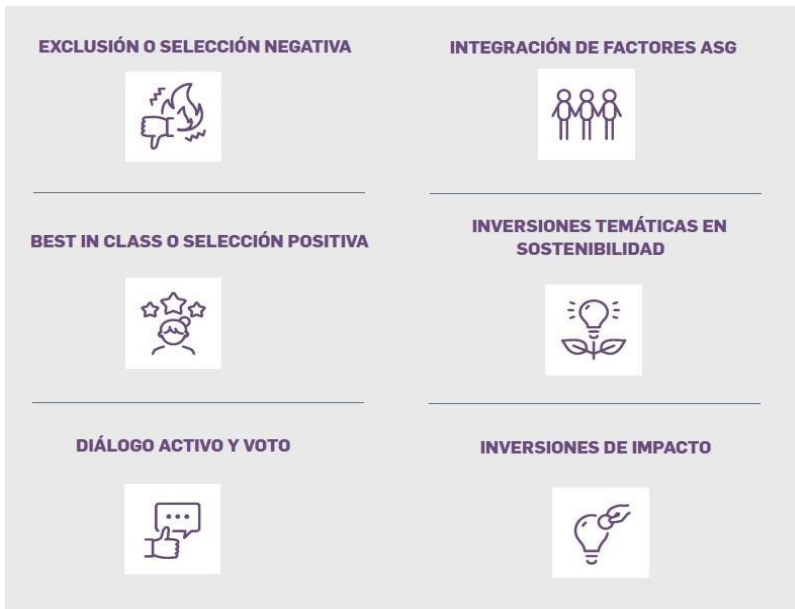 EXCLUSIÓN O SELECCIÓN NEGATIVA
INTEGRACIÓN DE FACTORES ASG
BEST IN CLASS O SELECCIÓN POSITIVA
INVERSIONES TEMÁTICAS EN
SOSTENIBILIDAD
DIÁLOGO ACTIVO Y VOTO
INVERSIONES DE IMPACTO